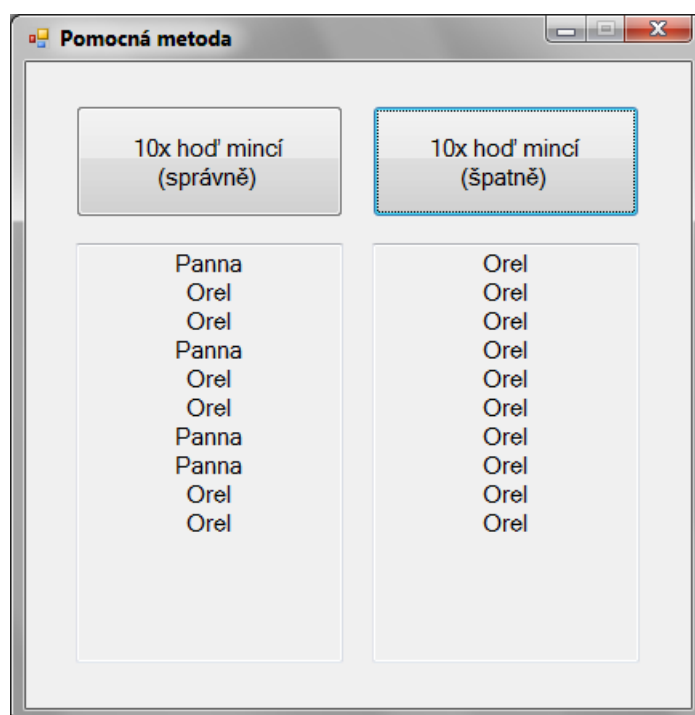 Pomocná metoda
10x hoď mincí
(správně)
10x hoď mincí
(špatně)
Panna
Orel
Orel
Panna
Orel
Orel
Panna
Panna
Orel
Orel
Orel
Orel
Orel
Orel
Orel
Orel
Orel
Orel
Orel
Orel